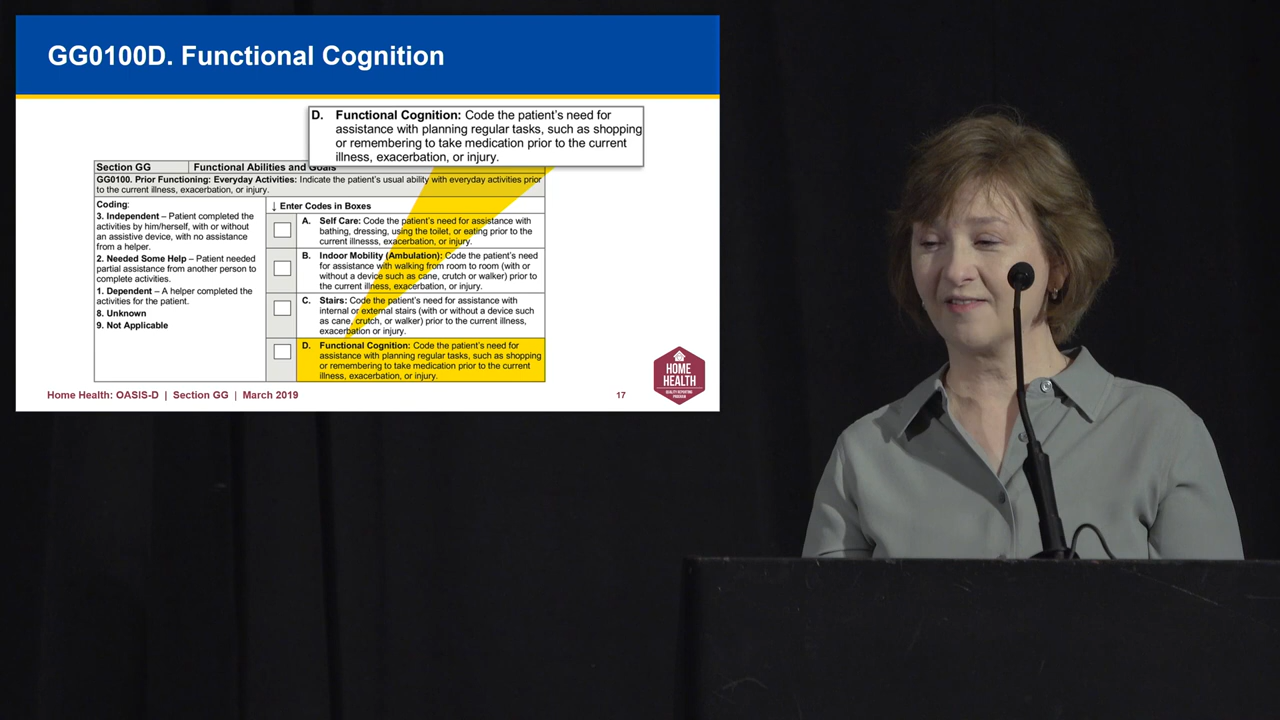 GG0100D. Functional Cognition
D. Functional Cognition: Code the patient's need for
assistance with planning regular tasks, such as shopping
or remembering to take medication prior to the current
illness, exacerbation, or injury.
Section GG Functional Abilities and Goals
GG0100. Prior Functioning: Everyday Activities: Indicate the patient's usual ability with everyday activities prior
to the current illness, exacerbation, or injury.
Coding:
3. Independent – Patient completed the
activities by him/herself, with or without
an assistive device, with no assistance
from a helper.
2. Needed Some Help – Patient needed
partial assistance from another person to
complete activities.
1. Dependent – A helper completed the
activities for the patient.
8. Unknown
9. Not Applicable
↓ Enter Codes in Boxes
A. Self Care: Code the patient's need for assistance with
bathing, dressing, using the toilet, or eating prior to the
current illnesss, exacerbation, or injury.
B. Indoor Mobility (Ambulation): Code the patient's need
for assistance with walking from room to room (with or
without a device such as cane, crutch or walker) prior to
the current illness, exacerbation, or injury.
C. Stairs: Code the patient's need for assistance with
internal or external stairs (with or without a device such
as cane, crutch, or walker) prior to the current illness,
exacerbation or injury.
D. Functional Cognition: Code the patient's need for
assistance with planning regular tasks, such as shopping
or remembering to take medication prior to the current
illness, exacerbation, or injury.
Home Health: OASIS-D | Section GG | March 2019
17
HOME
HEALTH
QUALITY REPORTING
PROGRAM